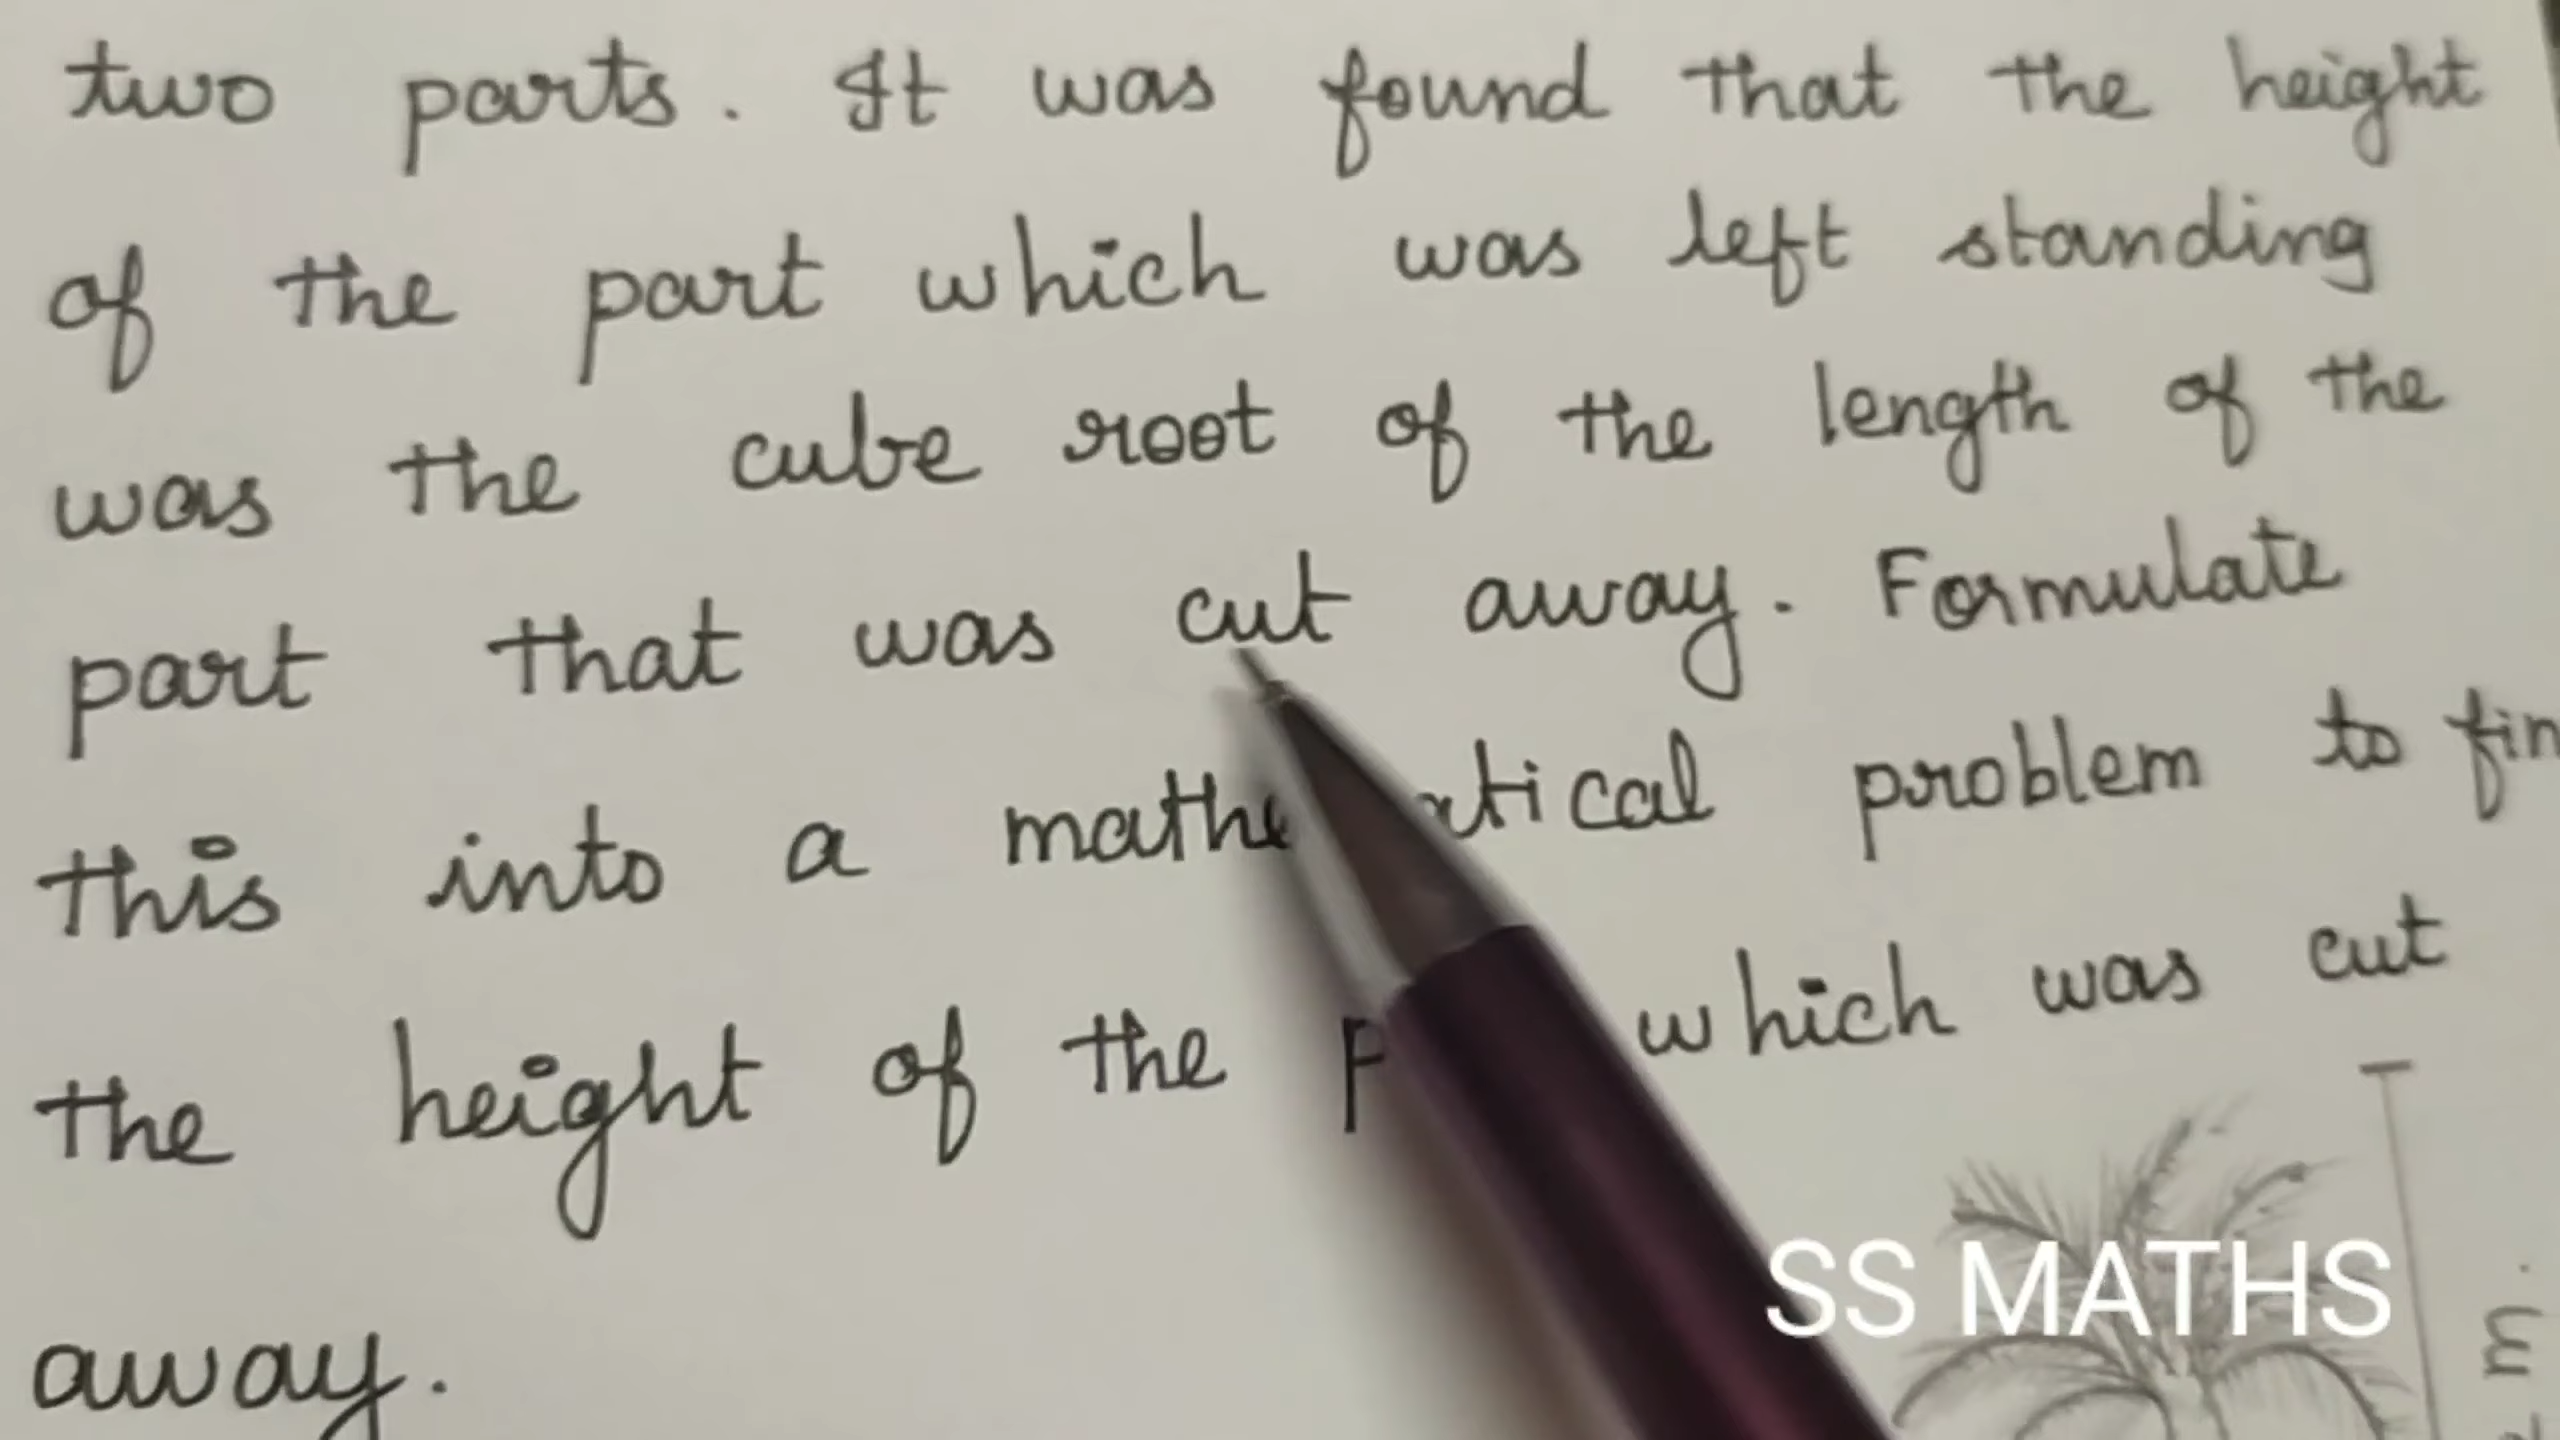 two parts. It was found that the height
of the part which was left standing
was the cube root of the length of the
part that was cut away. Formulate
this into a mathe atical problem to fin
the height of the p which was cut
away.
SS MATHS
m.